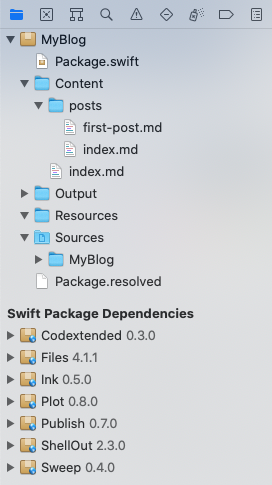 MyBlog
Package.swift
Content
posts
first-post.md
index.md
index.md
Output
Resources
Sources
MyBlog
Package.resolved
Swift Package Dependencies
Codextended 0.3.0
Files 4.1.1
Ink 0.5.0
Plot 0.8.0
Publish 0.7.0
ShellOut 2.3.0
Sweep 0.4.0